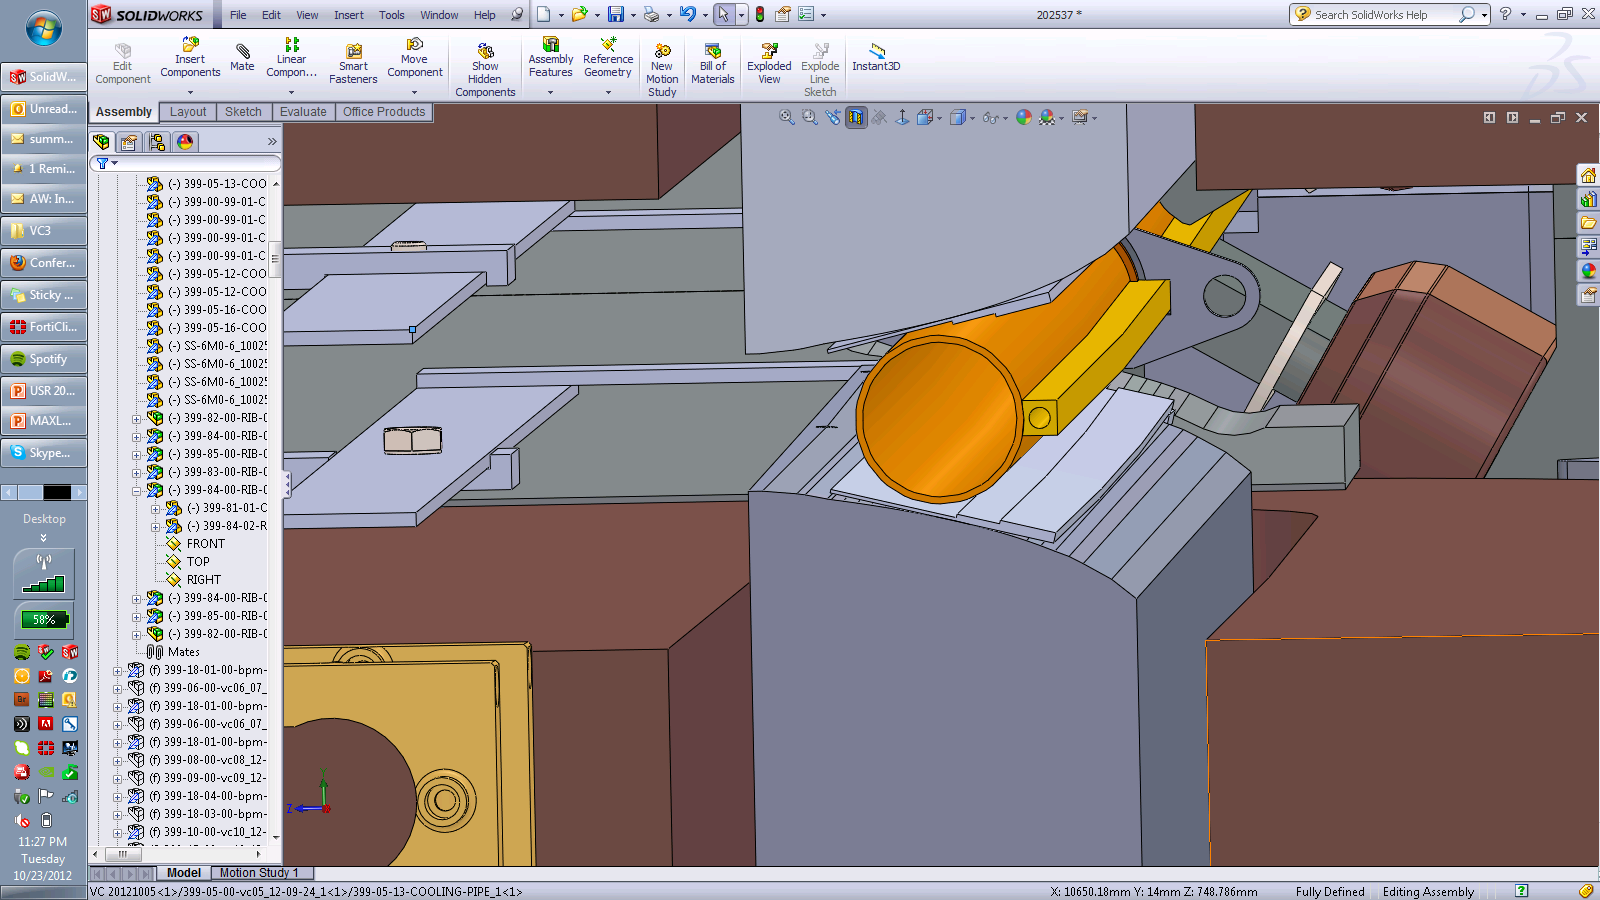 SOLIDWORKS File Edit View Insert Tools Window Help 202537 * Search SolidWorks Help
Edit Component
Insert Components
Mate
Linear Compon...
Smart Fasteners
Move Component
Show Hidden Components
Assembly Features
Reference Geometry
New Motion Study
Bill of Materials
Exploded View
Explode Line Sketch
Instant3D
Assembly Layout Sketch Evaluate Office Products
SolidW...
Unread...
summ...
1 Remi...
AW: In...
VC3
Confer...
Sticky ...
FortiCli...
Spotify
USR 20...
MAXL...
Skype...
Desktop
58%
11:27 PM
Tuesday
10/23/2012
(-) 399-05-13-COO
(-) 399-00-99-01-C
(-) 399-00-99-01-C
(-) 399-00-99-01-C
(-) 399-00-99-01-C
(-) 399-05-12-COO
(-) 399-05-12-COO
(-) 399-05-16-COO
(-) 399-05-16-COO
(-) SS-6M0-6_10025
(-) SS-6M0-6_10025
(-) SS-6M0-6_10025
(-) SS-6M0-6_10025
(-) 399-82-00-RIB-0
(-) 399-84-00-RIB-0
(-) 399-85-00-RIB-0
(-) 399-83-00-RIB-0
(-) 399-84-00-RIB-0
(-) 399-81-01-C
(-) 399-84-02-R
FRONT
TOP
RIGHT
(-) 399-84-00-RIB-0
(-) 399-85-00-RIB-0
(-) 399-82-00-RIB-0
Mates
(f) 399-18-01-00-bpm-
(f) 399-06-00-vc06_07_
(f) 399-18-01-00-bpm-
(f) 399-06-00-vc06_07_
(f) 399-18-01-00-bpm-
(f) 399-08-00-vc08_12-
(f) 399-09-00-vc09_12-
(f) 399-18-04-00-bpm-
(f) 399-18-03-00-bpm-
(f) 399-10-00-vc10_12-
Y
Z
Model Motion Study 1
VC 20121005<1>/399-05-00-vc05_12-09-24_1<1>/399-05-13-COOLING-PIPE_1<1> X: 10650.18mm Y: 14mm Z: 748.786mm Fully Defined Editing Assembly